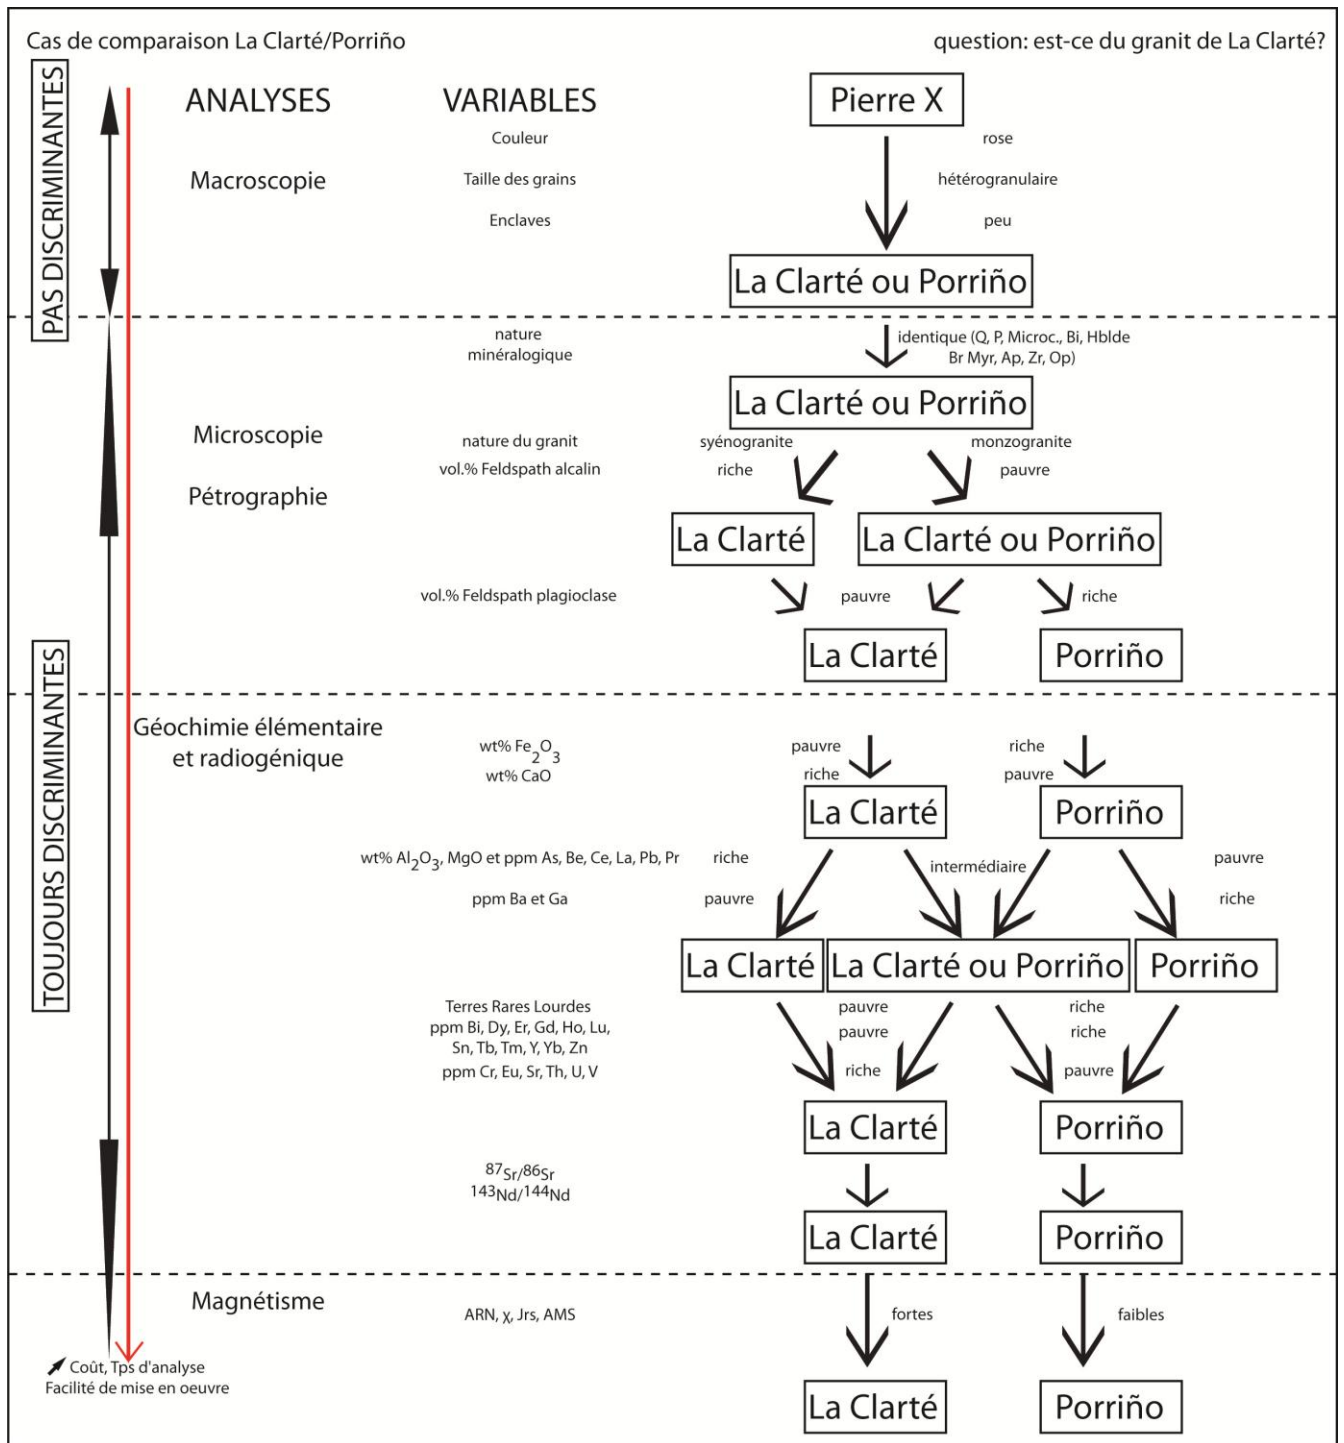 Cas de comparaison La Clarté/Porriño
question: est-ce du granit de La Clarté?
PAS DISCRIMINANTES
ANALYSES
VARIABLES
Pierre X
Couleur
rose
Macroscopie
Taille des grains
hétérogranulaire
Enclaves
peu
La Clarté ou Porriño
nature
minéralogique
identique (Q, P, Microc., Bi, Hblde
Br Myr, Ap, Zr, Op)
La Clarté ou Porriño
Microscopie
nature du granit
syénogranite
monzogranite
vol.% Feldspath alcalin
riche
pauvre
Pétrographie
La Clarté
La Clarté ou Porriño
vol.% Feldspath plagioclase
pauvre
riche
La Clarté
Porriño
TOUJOURS DISCRIMINANTES
Géochimie élémentaire
et radiogénique
wt% Fe2O3
pauvre
riche
wt% CaO
riche
pauvre
La Clarté
Porriño
wt% Al2O3, MgO et ppm As, Be, Ce, La, Pb, Pr
riche
intermédiaire
pauvre
ppm Ba et Ga
pauvre
riche
La Clarté
La Clarté ou Porriño
Porriño
Terres Rares Lourdes
pauvre
riche
ppm Bi, Dy, Er, Gd, Ho, Lu,
Sn, Tb, Tm, Y, Yb, Zn
pauvre
riche
ppm Cr, Eu, Sr, Th, U, V
riche
pauvre
La Clarté
Porriño
87Sr/86Sr
143Nd/144Nd
La Clarté
Porriño
Magnétisme
ARN, χ, Jrs, AMS
fortes
faibles
Coût, Tps d'analyse
Facilité de mise en oeuvre
La Clarté
Porriño